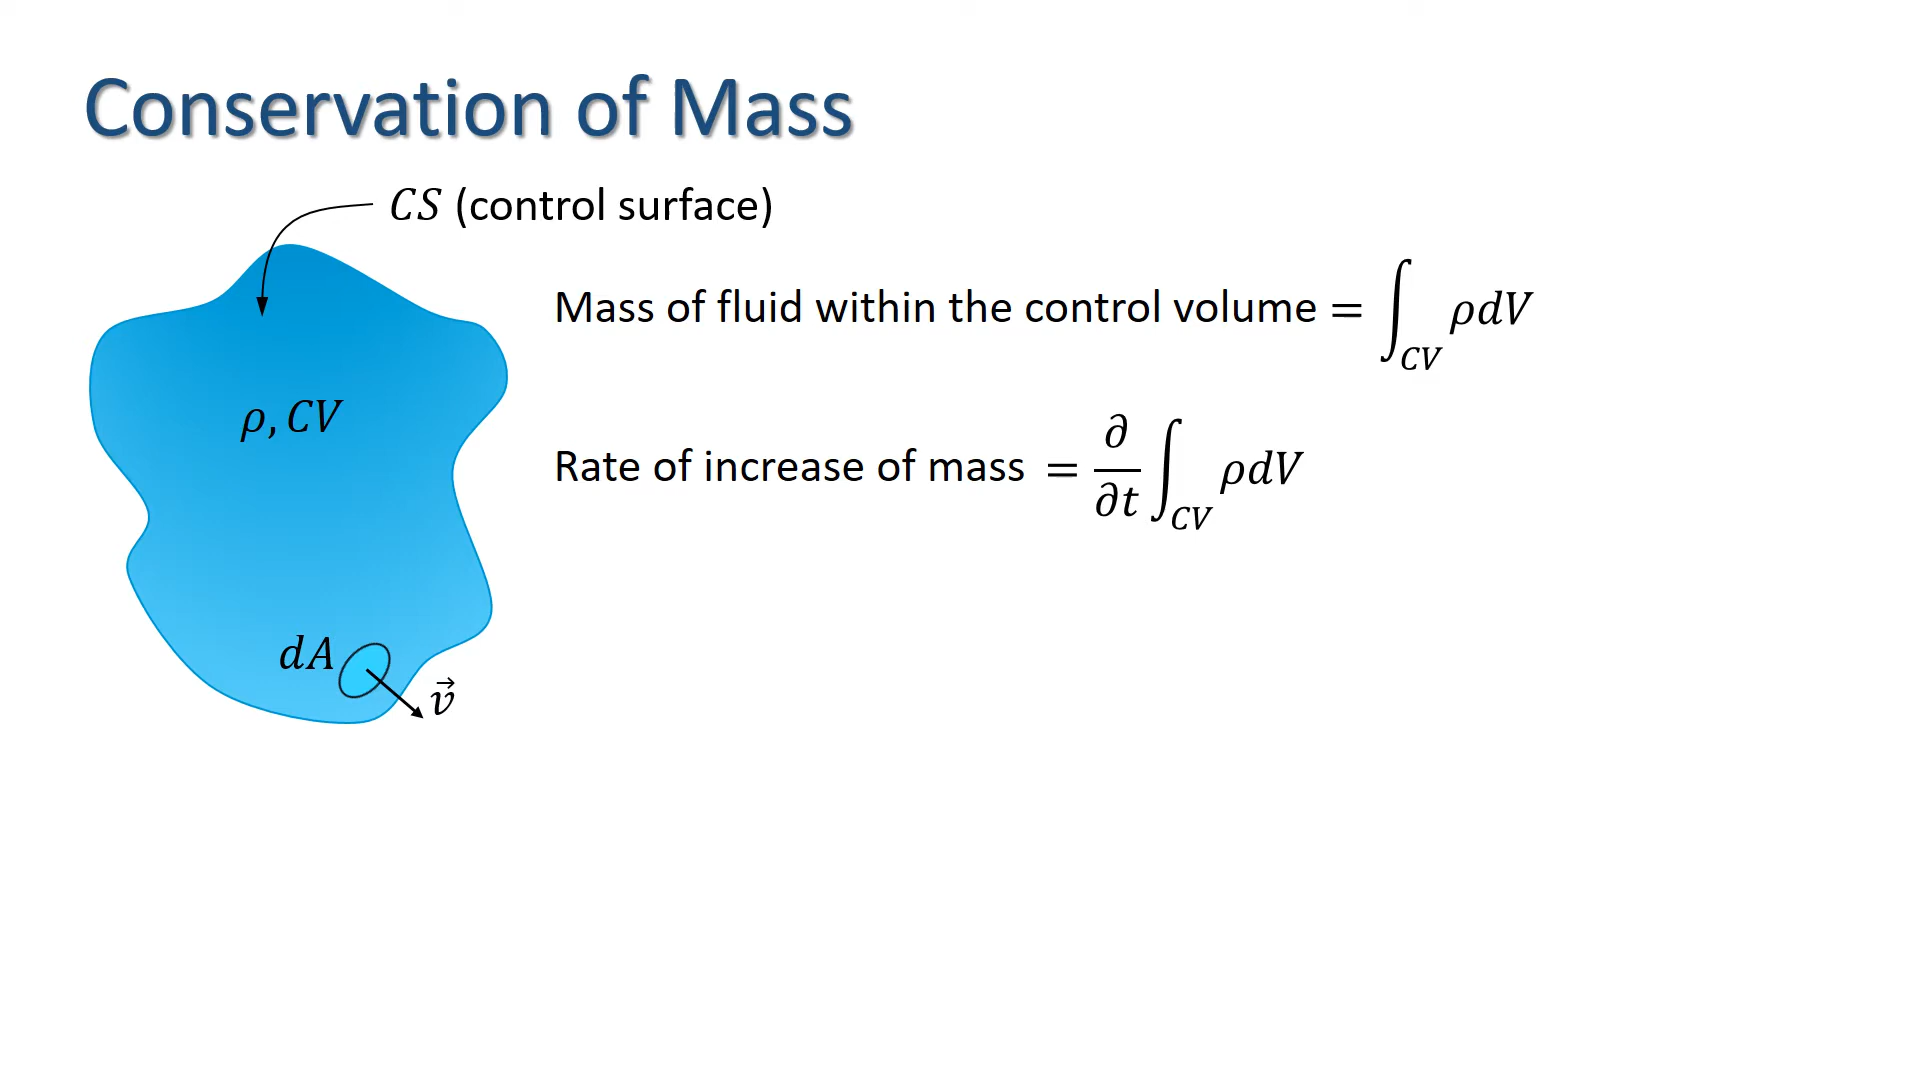 Conservation of Mass
CS (control surface)
Mass of fluid within the control volume = ∫_CV ρdV
ρ, CV
Rate of increase of mass = ∂/∂t ∫_CV ρdV
dA
v⃗